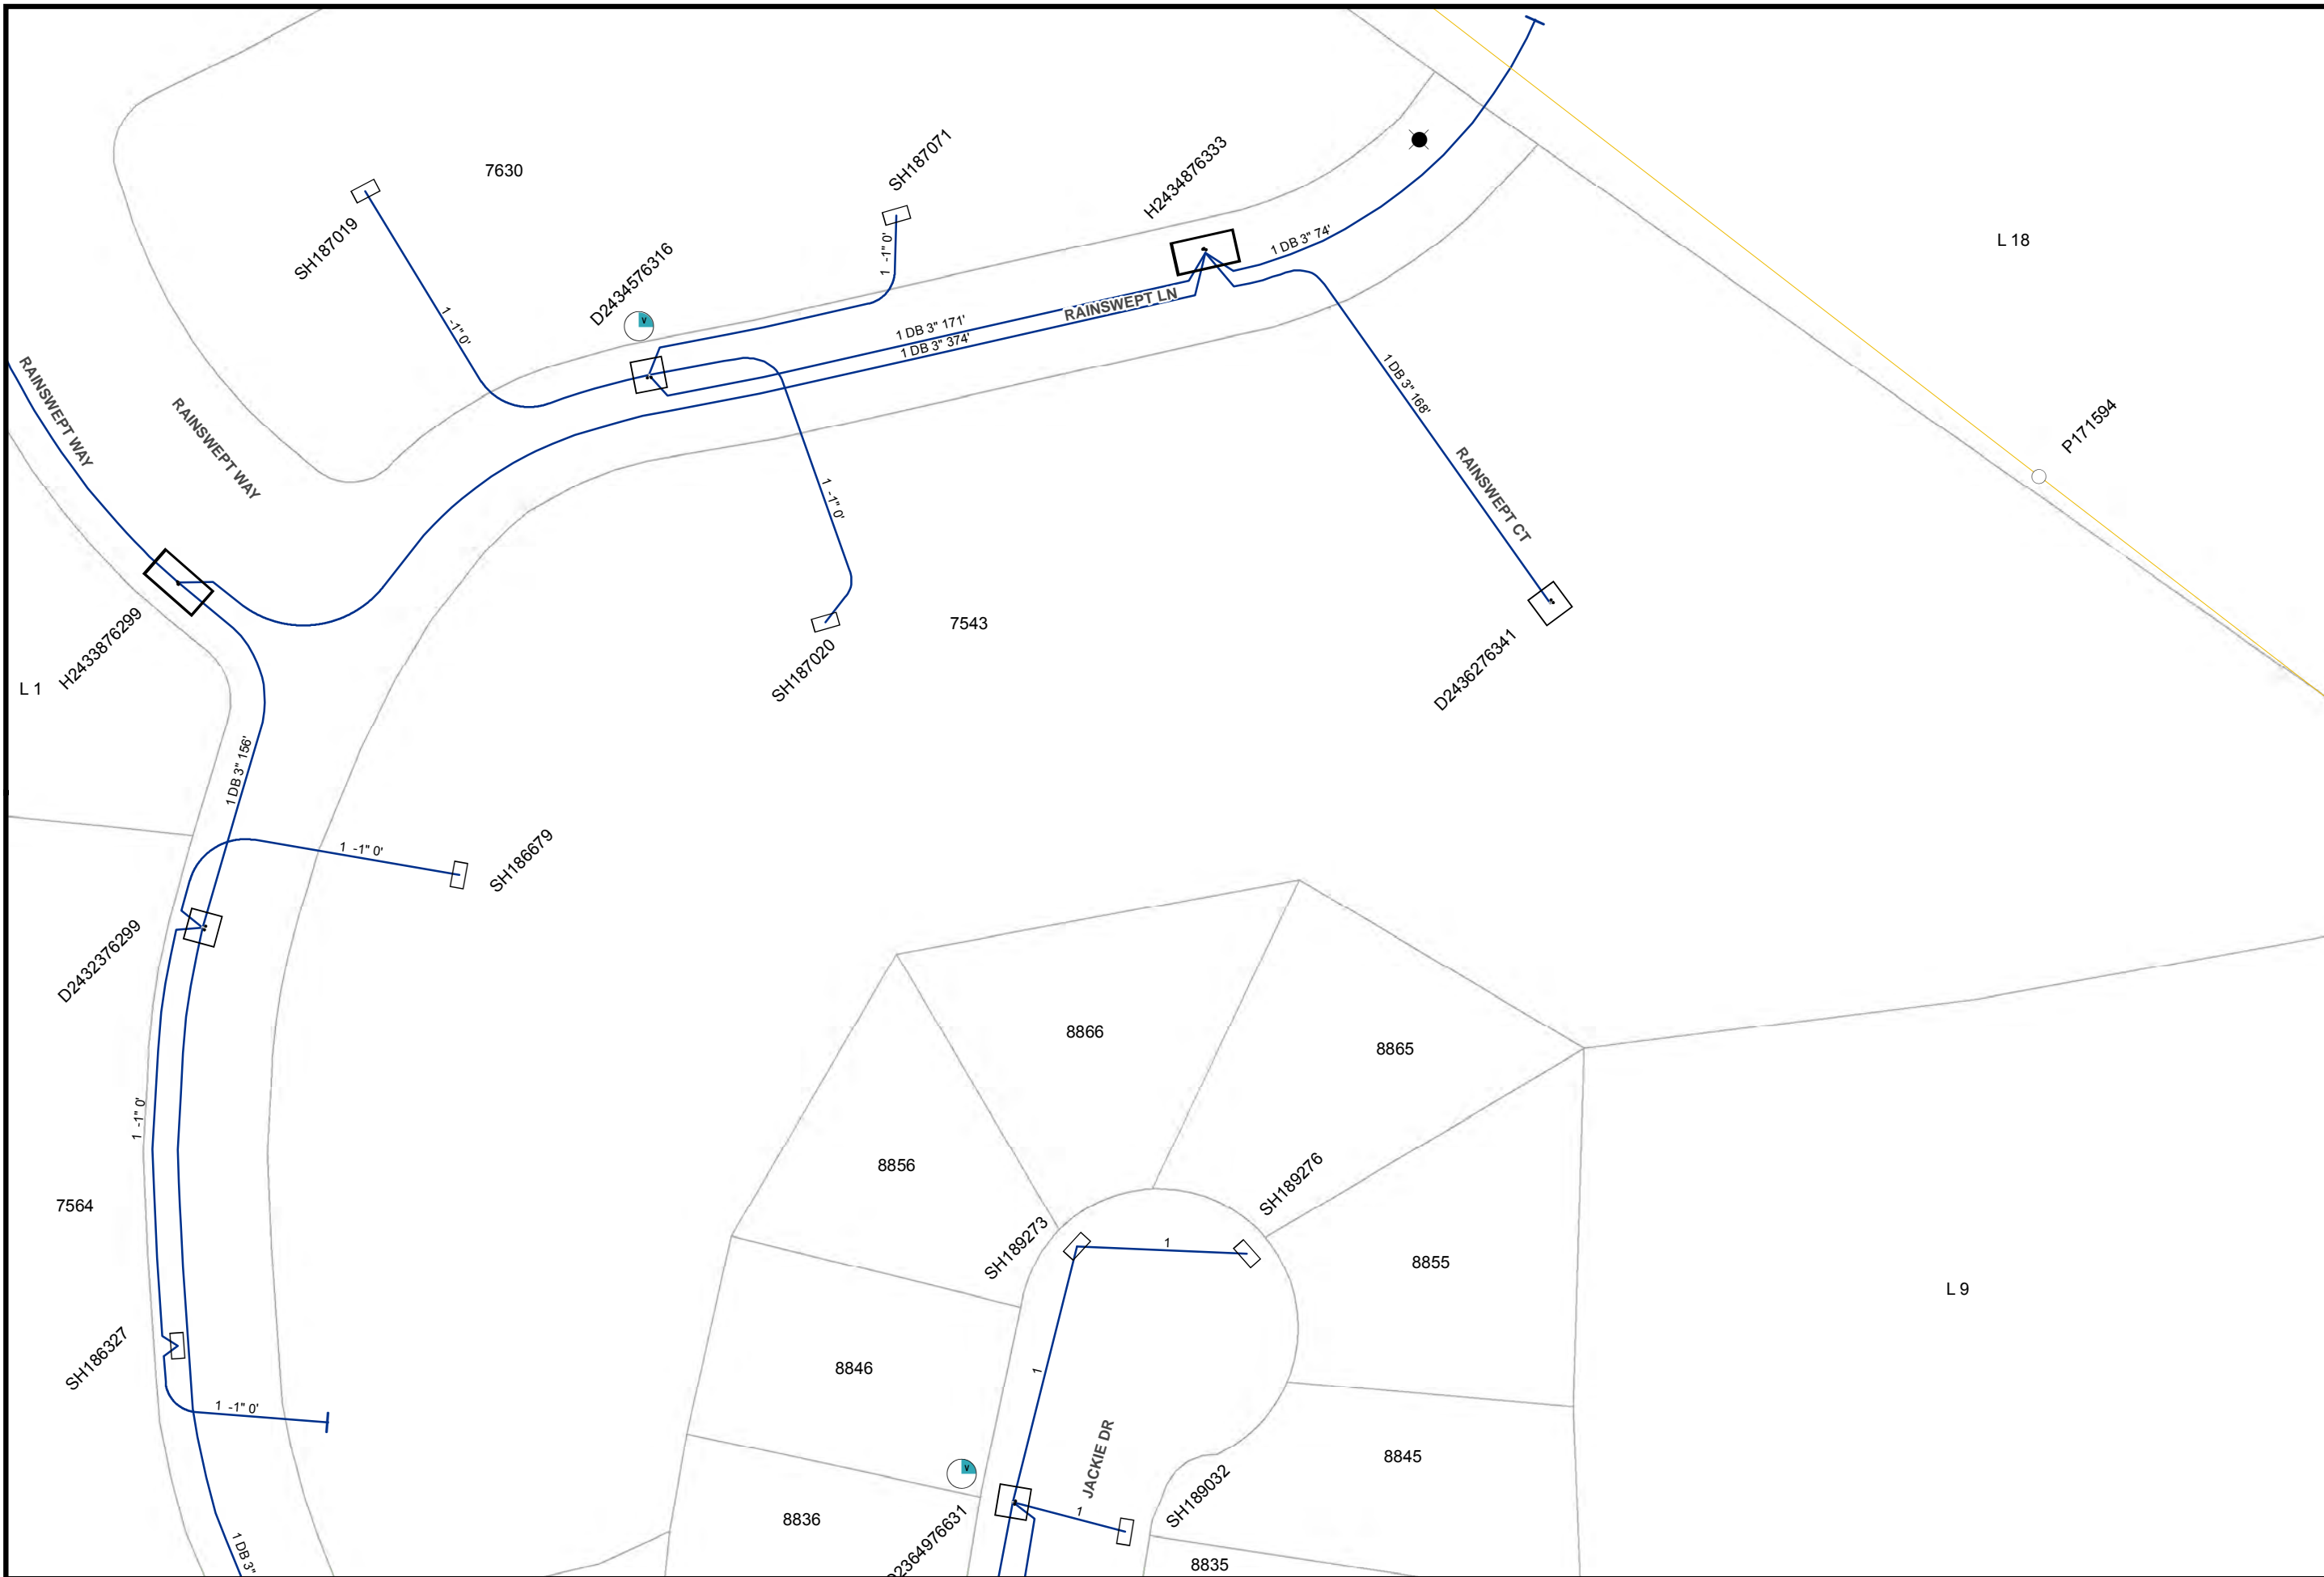 7630
SH187071
H2434876333
L 18
SH187019
D2434576316
V
1 -1" 0'
1 DB 3" 74'
1 -1" 0'
RAINSWEPT LN
1 DB 3" 171'
1 DB 3" 374'
RAINSWEPT WAY
RAINSWEPT WAY
1 DB 3" 168'
P171594
RAINSWEPT CT
1 -1" 0'
7543
H2433876299
SH187020
D2436276341
L 1
1 DB 3" 156'
1 -1" 0'
SH186679
D2432376299
8866
8865
1 -1" 0'
8856
SH189276
7564
SH189273
1
8855
L 9
SH186327
8846
1
1 -1" 0'
JACKIE DR
8845
V
SH189032
8836
1
1 DB 3"
2364976631
8835